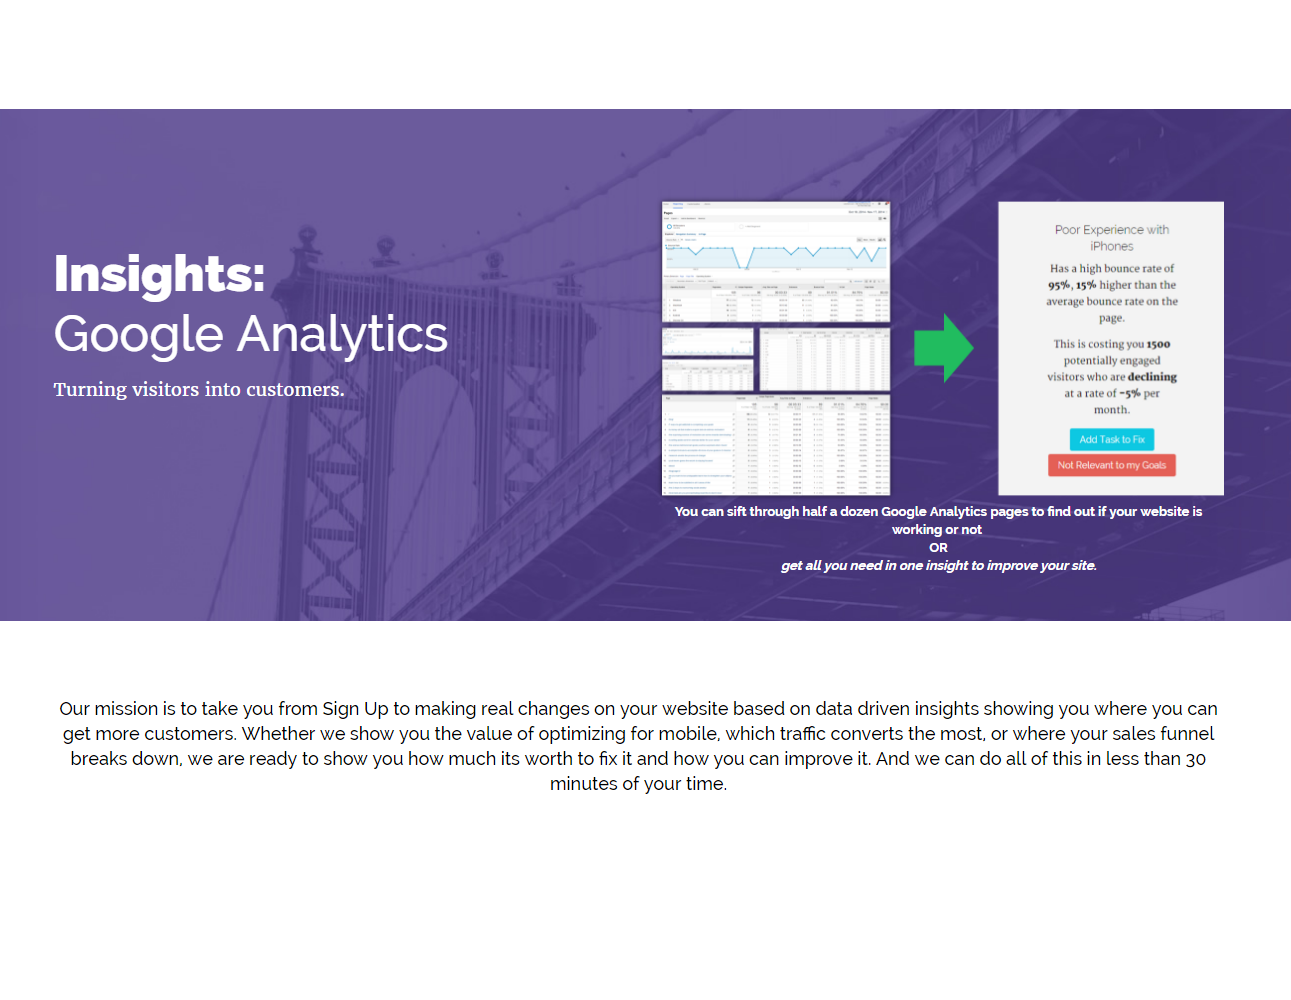 Insights:
Google Analytics
Turning visitors into customers.
Pages
Poor Experience with
iPhones
Has a high bounce rate of
95%, 15% higher than the
average bounce rate on the
page.
This is costing you 1500
potentially engaged
visitors who are declining
at a rate of -5% per
month.
Add Task to Fix
Not Relevant to my Goals
You can sift through half a dozen Google Analytics pages to find out if your website is
working or not
OR
get all you need in one insight to improve your site.
Our mission is to take you from Sign Up to making real changes on your website based on data driven insights showing you where you can
get more customers. Whether we show you the value of optimizing for mobile, which traffic converts the most, or where your sales funnel
breaks down, we are ready to show you how much its worth to fix it and how you can improve it. And we can do all of this in less than 30
minutes of your time.